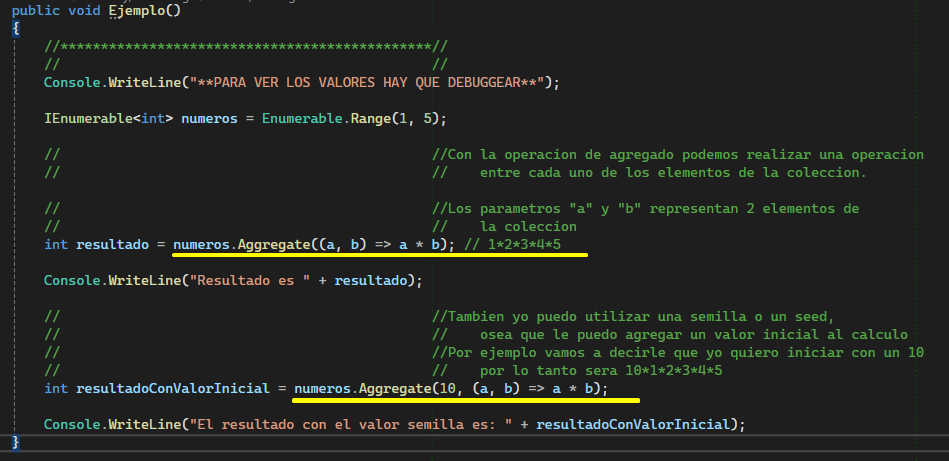 public void Ejemplo()
{
//**********************************************//
// //
Console.WriteLine("**PARA VER LOS VALORES HAY QUE DEBUGGEAR**");
IEnumerable<int> numeros = Enumerable.Range(1, 5);
// //Con la operacion de agregado podemos realizar una operacion
// // entre cada uno de los elementos de la coleccion.
// //Los parametros "a" y "b" representan 2 elementos de
// // la coleccion
int resultado = numeros.Aggregate((a, b) => a * b); // 1*2*3*4*5
Console.WriteLine("Resultado es " + resultado);
// //Tambien yo puedo utilizar una semilla o un seed,
// // osea que le puedo agregar un valor inicial al calculo
// //Por ejemplo vamos a decirle que yo quiero iniciar con un 10
// // por lo tanto sera 10*1*2*3*4*5
int resultadoConValorInicial = numeros.Aggregate(10, (a, b) => a * b);
Console.WriteLine("El resultado con el valor semilla es: " + resultadoConValorInicial);
}